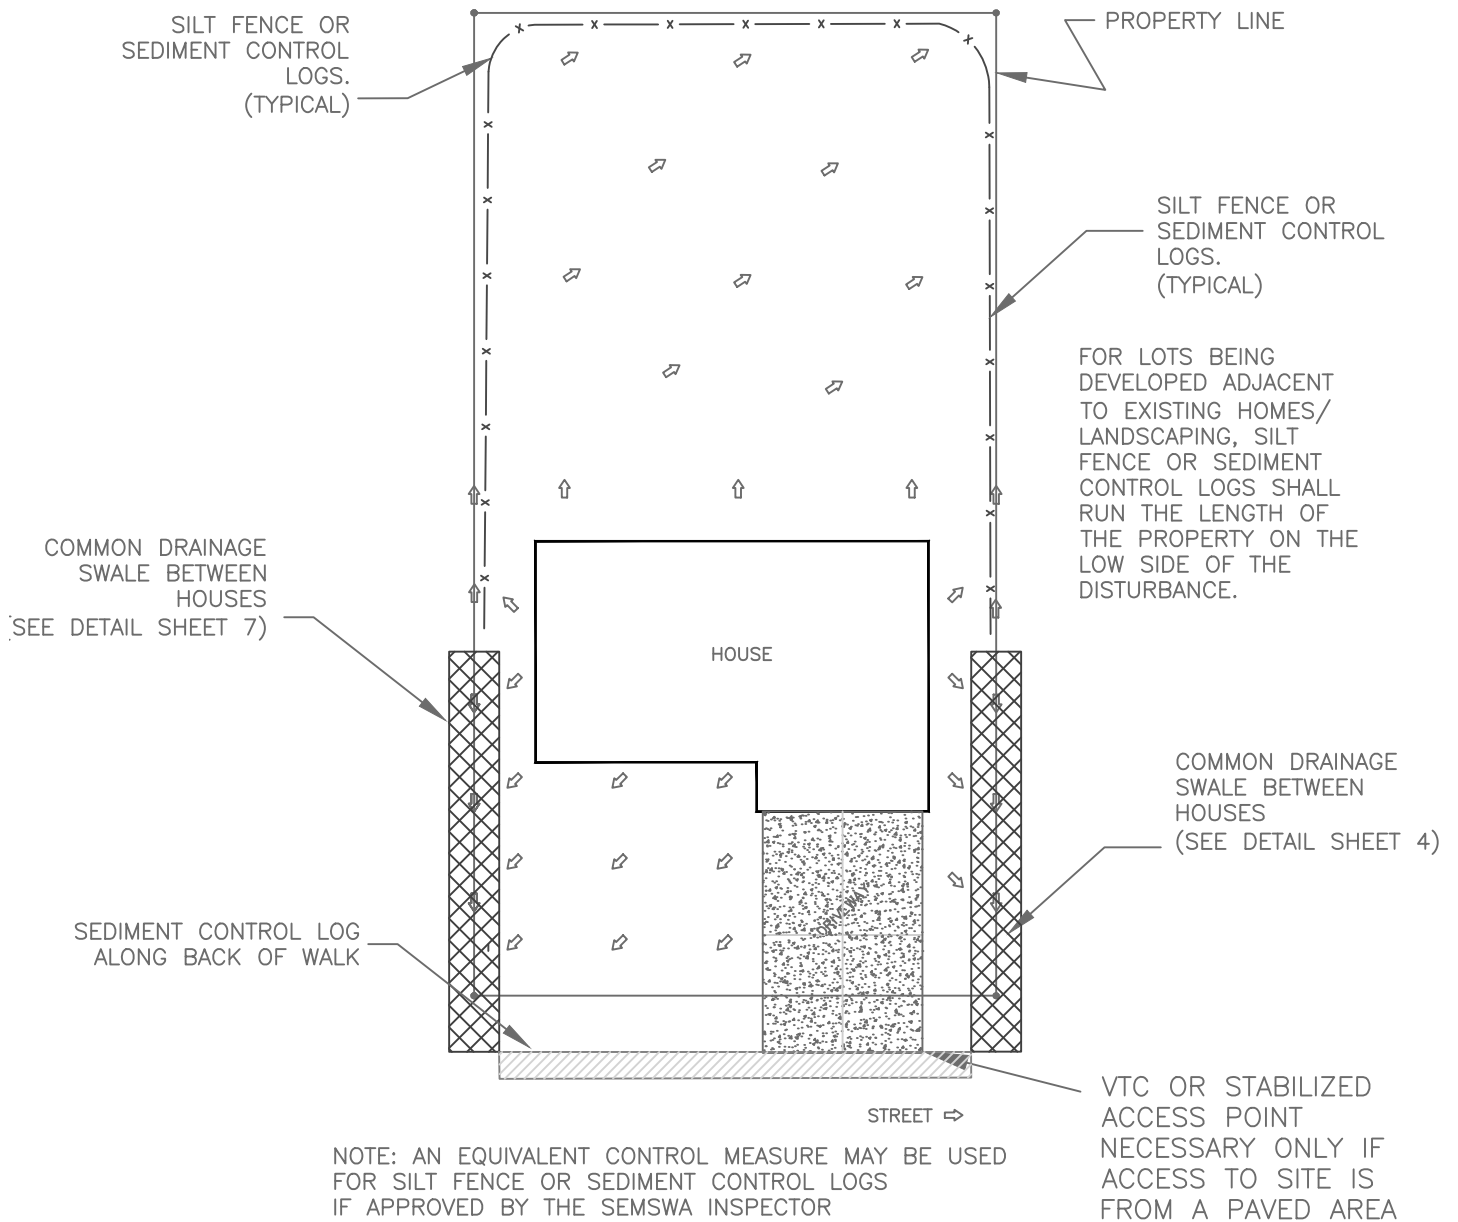 SILT FENCE OR
SEDIMENT CONTROL
LOGS.
(TYPICAL)
PROPERTY LINE
SILT FENCE OR
SEDIMENT CONTROL
LOGS.
(TYPICAL)
FOR LOTS BEING
DEVELOPED ADJACENT
TO EXISTING HOMES/
LANDSCAPING, SILT
FENCE OR SEDIMENT
CONTROL LOGS SHALL
RUN THE LENGTH OF
THE PROPERTY ON THE
LOW SIDE OF THE
DISTURBANCE.
COMMON DRAINAGE
SWALE BETWEEN
HOUSES
(SEE DETAIL SHEET 7)
HOUSE
COMMON DRAINAGE
SWALE BETWEEN
HOUSES
(SEE DETAIL SHEET 4)
DRIVEWAY
SEDIMENT CONTROL LOG
ALONG BACK OF WALK
VTC OR STABILIZED
ACCESS POINT
NECESSARY ONLY IF
ACCESS TO SITE IS
FROM A PAVED AREA
STREET
NOTE: AN EQUIVALENT CONTROL MEASURE MAY BE USED
FOR SILT FENCE OR SEDIMENT CONTROL LOGS
IF APPROVED BY THE SEMSWA INSPECTOR